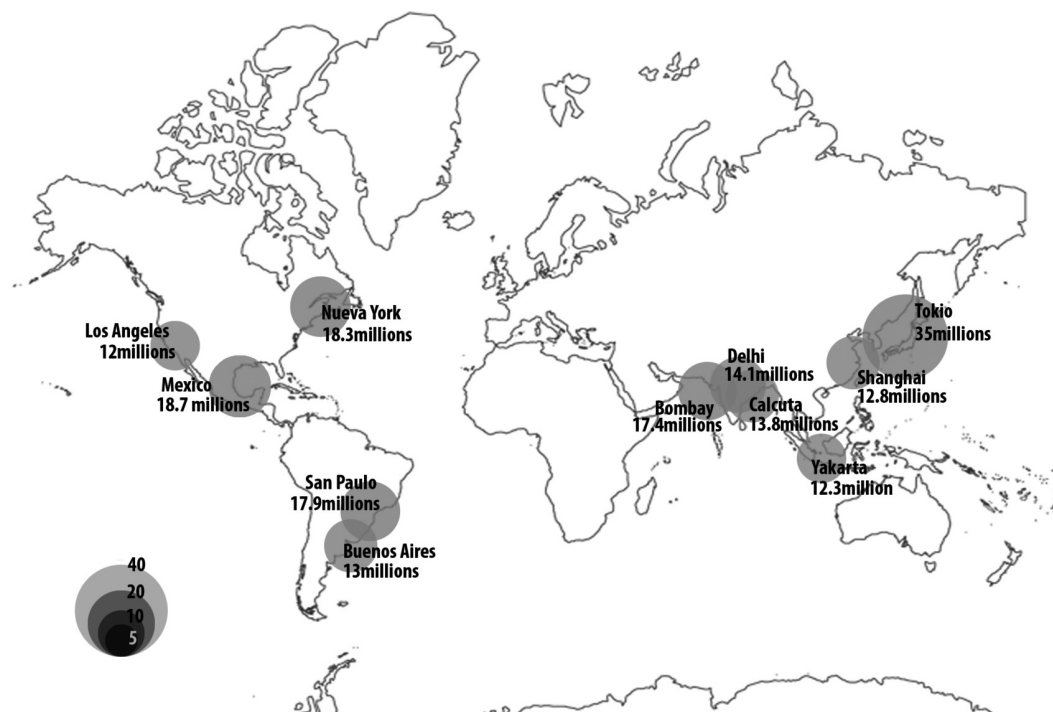 Nueva York
18.3millions
Los Angeles
12millions
Mexico
18.7 millions
San Paulo
17.9millions
Buenos Aires
13millions
Tokio
35millions
Delhi
14.1millions
Shanghai
12.8millions
Bombay
17.4millions
Calcuta
13.8millions
Yakarta
12.3million
40
20
10
5